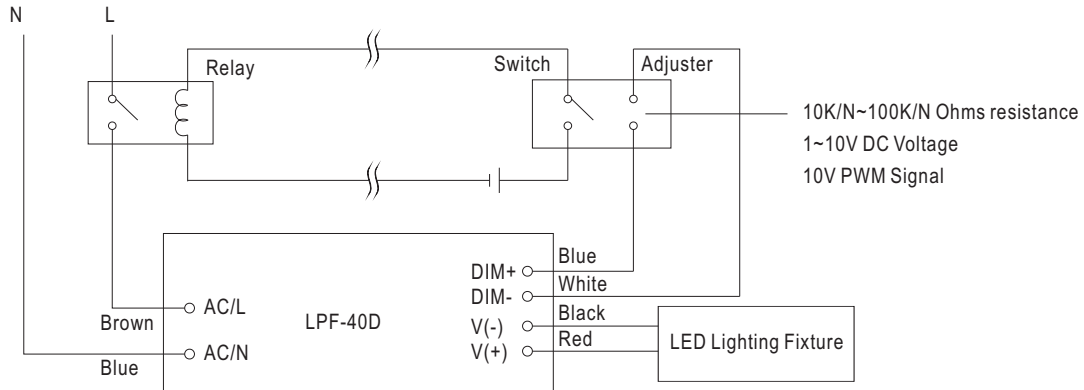 N
L
Relay
Switch
Adjuster
10K/N~100K/N Ohms resistance
1~10V DC Voltage
10V PWM Signal
Blue
DIM+
White
DIM-
Black
V(-)
Red
V(+)
LED Lighting Fixture
AC/L
LPF-40D
Brown
AC/N
Blue